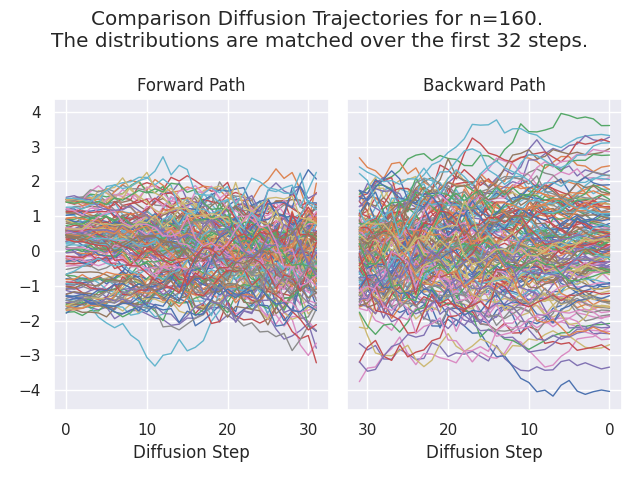 Comparison Diffusion Trajectories for n=160.
The distributions are matched over the first 32 steps.
Forward Path
Backward Path
4
3
2
1
0
−1
−2
−3
−4
0 10 20 30
30 20 10 0
Diffusion Step
Diffusion Step